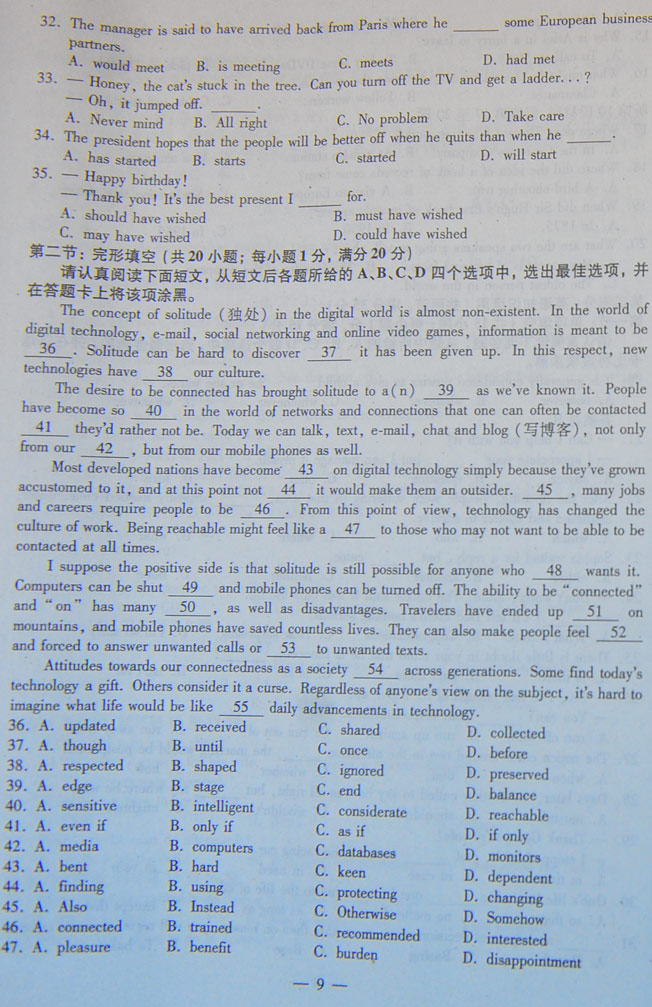 32. The manager is said to have arrived back from Paris where he ______ some European business
partners.
A. would meet B. is meeting C. meets D. had met
33. — Honey, the cat's stuck in the tree. Can you turn off the TV and get a ladder...?
— Oh, it jumped off. ______.
A. Never mind B. All right C. No problem D. Take care
34. The president hopes that the people will be better off when he quits than when he ______.
A. has started B. starts C. started D. will start
35. — Happy birthday!
— Thank you! It's the best present I ______ for.
A. should have wished B. must have wished
C. may have wished D. could have wished
第二节：完形填空（共 20 小题；每小题 1 分，满分 20 分）
请认真阅读下面短文，从短文后各题所给的 A、B、C、D 四个选项中，选出最佳选项，并
在答题卡上将该项涂黑。
The concept of solitude（独处）in the digital world is almost non-existent. In the world of
digital technology, e-mail, social networking and online video games, information is meant to be
36 . Solitude can be hard to discover 37 it has been given up. In this respect, new
technologies have 38 our culture.
The desire to be connected has brought solitude to a(n) 39 as we've known it. People
have become so 40 in the world of networks and connections that one can often be contacted
41 they'd rather not be. Today we can talk, text, e-mail, chat and blog（写博客）, not only
from our 42 , but from our mobile phones as well.
Most developed nations have become 43 on digital technology simply because they've grown
accustomed to it, and at this point not 44 it would make them an outsider. 45 , many jobs
and careers require people to be 46 . From this point of view, technology has changed the
culture of work. Being reachable might feel like a 47 to those who may not want to be able to be
contacted at all times.
I suppose the positive side is that solitude is still possible for anyone who 48 wants it.
Computers can be shut 49 and mobile phones can be turned off. The ability to be "connected"
and "on" has many 50 , as well as disadvantages. Travelers have ended up 51 on
mountains, and mobile phones have saved countless lives. They can also make people feel 52
and forced to answer unwanted calls or 53 to unwanted texts.
Attitudes towards our connectedness as a society 54 across generations. Some find today's
technology a gift. Others consider it a curse. Regardless of anyone's view on the subject, it's hard to
imagine what life would be like 55 daily advancements in technology.
36. A. updated B. received C. shared D. collected
37. A. though B. until C. once D. before
38. A. respected B. shaped C. ignored D. preserved
39. A. edge B. stage C. end D. balance
40. A. sensitive B. intelligent C. considerate D. reachable
41. A. even if B. only if C. as if D. if only
42. A. media B. computers C. databases D. monitors
43. A. bent B. hard C. keen D. dependent
44. A. finding B. using C. protecting D. changing
45. A. Also B. Instead C. Otherwise D. Somehow
46. A. connected B. trained C. recommended D. interested
47. A. pleasure B. benefit C. burden D. disappointment
— 9 —